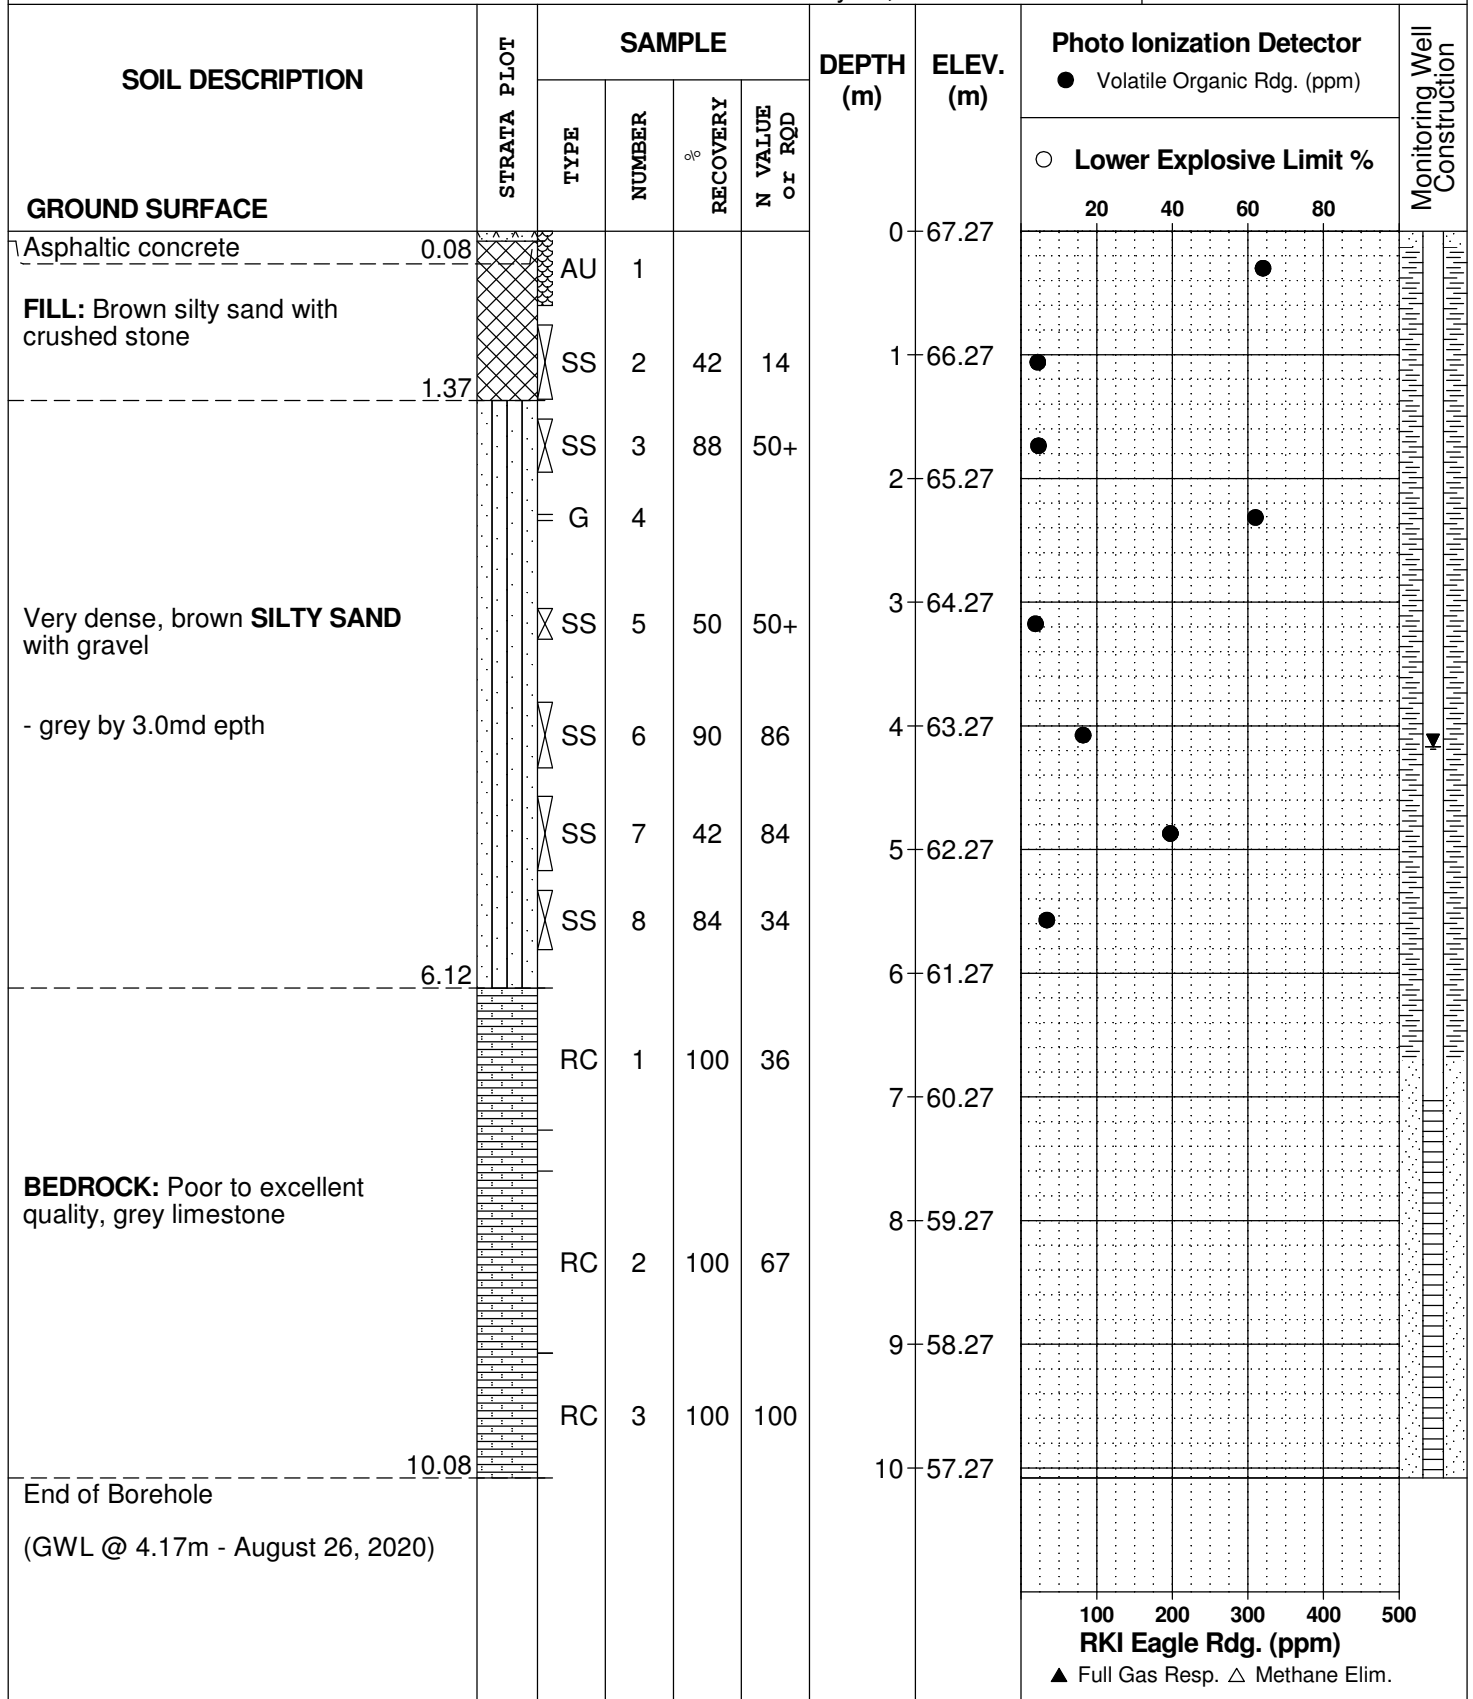 SOIL DESCRIPTION
GROUND SURFACE
STRATA PLOT
SAMPLE
TYPE
NUMBER
% RECOVERY
N VALUE or RQD
DEPTH (m)
ELEV. (m)
Photo Ionization Detector
● Volatile Organic Rdg. (ppm)
○ Lower Explosive Limit %
20 40 60 80
Monitoring Well Construction
0 67.27
Asphaltic concrete 0.08
AU 1
FILL: Brown silty sand with
crushed stone
SS 2 42 14
1 66.27
1.37
SS 3 88 50+
2 65.27
G 4
3 64.27
Very dense, brown SILTY SAND
with gravel
SS 5 50 50+
- grey by 3.0md epth
4 63.27
SS 6 90 86
SS 7 42 84
5 62.27
SS 8 84 34
6.12
6 61.27
RC 1 100 36
7 60.27
BEDROCK: Poor to excellent
quality, grey limestone
8 59.27
RC 2 100 67
9 58.27
RC 3 100 100
10.08
10 57.27
End of Borehole
(GWL @ 4.17m - August 26, 2020)
100 200 300 400 500
RKI Eagle Rdg. (ppm)
▲ Full Gas Resp. △ Methane Elim.